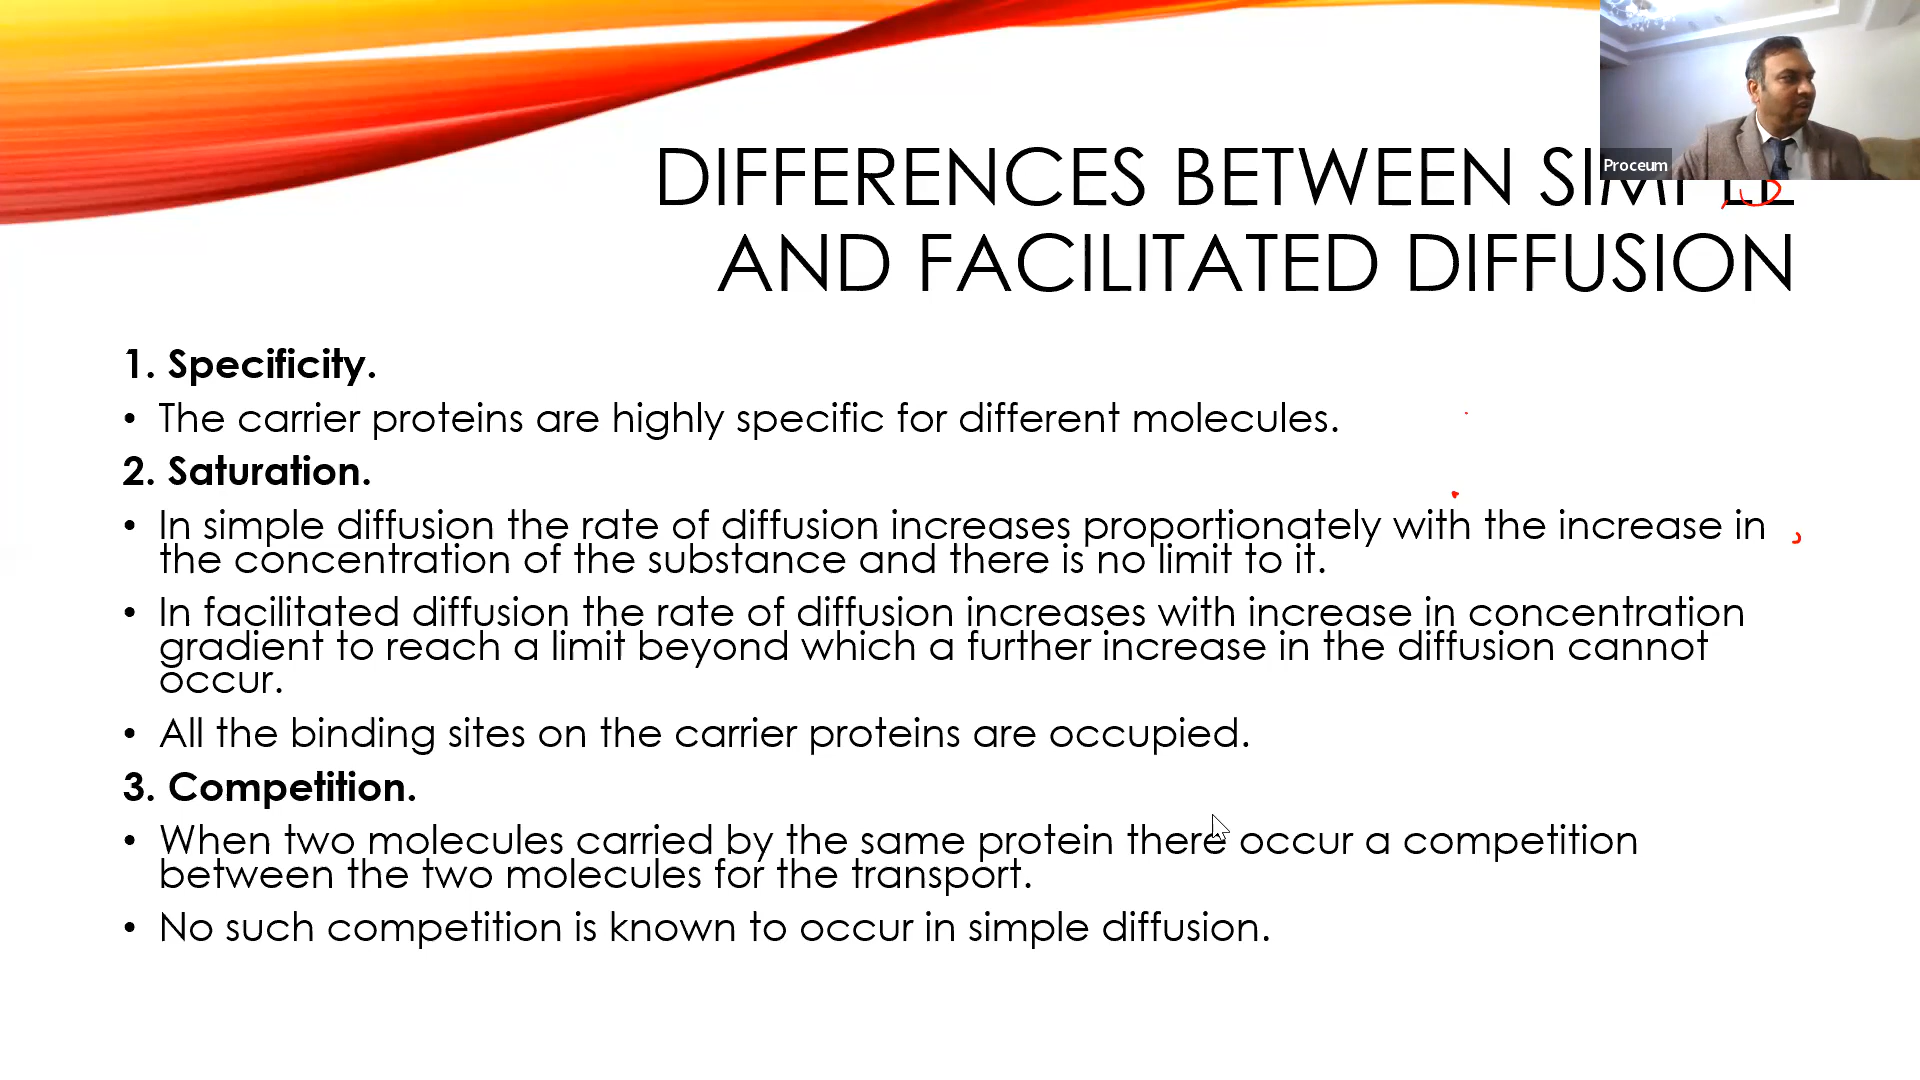 Proceum
DIFFERENCES BETWEEN SIMPLE
AND FACILITATED DIFFUSION
1. Specificity.
• The carrier proteins are highly specific for different molecules.
2. Saturation.
• In simple diffusion the rate of diffusion increases proportionately with the increase in
the concentration of the substance and there is no limit to it.
• In facilitated diffusion the rate of diffusion increases with increase in concentration
gradient to reach a limit beyond which a further increase in the diffusion cannot
occur.
• All the binding sites on the carrier proteins are occupied.
3. Competition.
• When two molecules carried by the same protein there occur a competition
between the two molecules for the transport.
• No such competition is known to occur in simple diffusion.